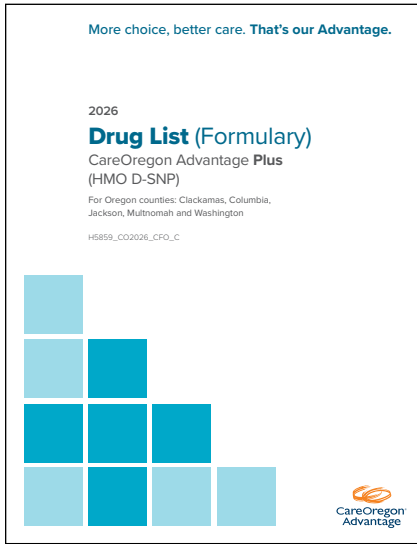 More choice, better care. That's our Advantage.
2026
Drug List (Formulary)
CareOregon Advantage Plus
(HMO D-SNP)
For Oregon counties: Clackamas, Columbia,
Jackson, Multnomah and Washington
H5859_CO2026_CFO_C
CareOregon®
Advantage